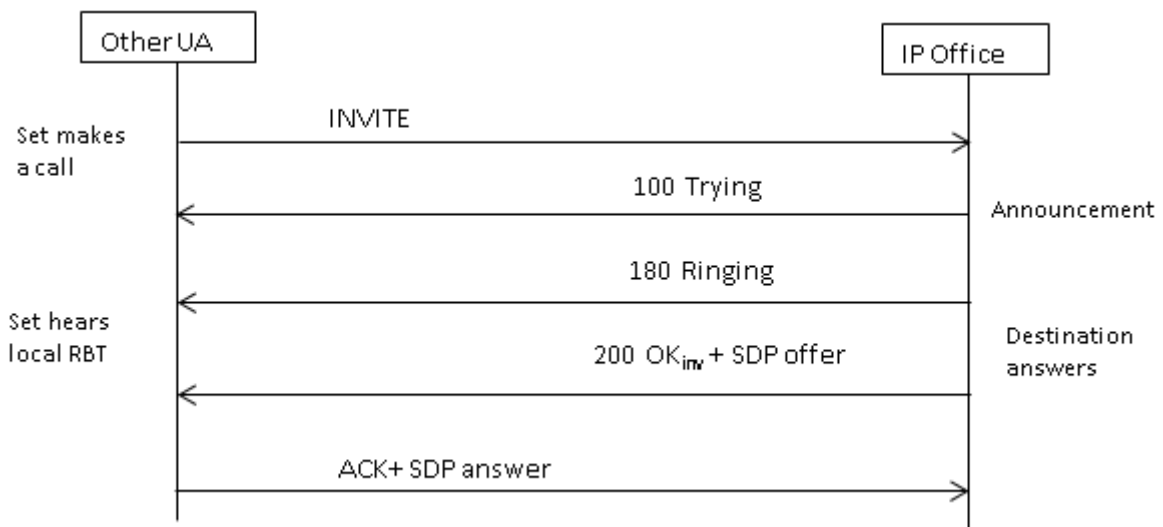 Other UA
IP Office
INVITE
Set makes
a call
100 Trying
Announcement
180 Ringing
Set hears
local RBT
Destination
answers
200 OKinv + SDP offer
ACK+ SDP answer